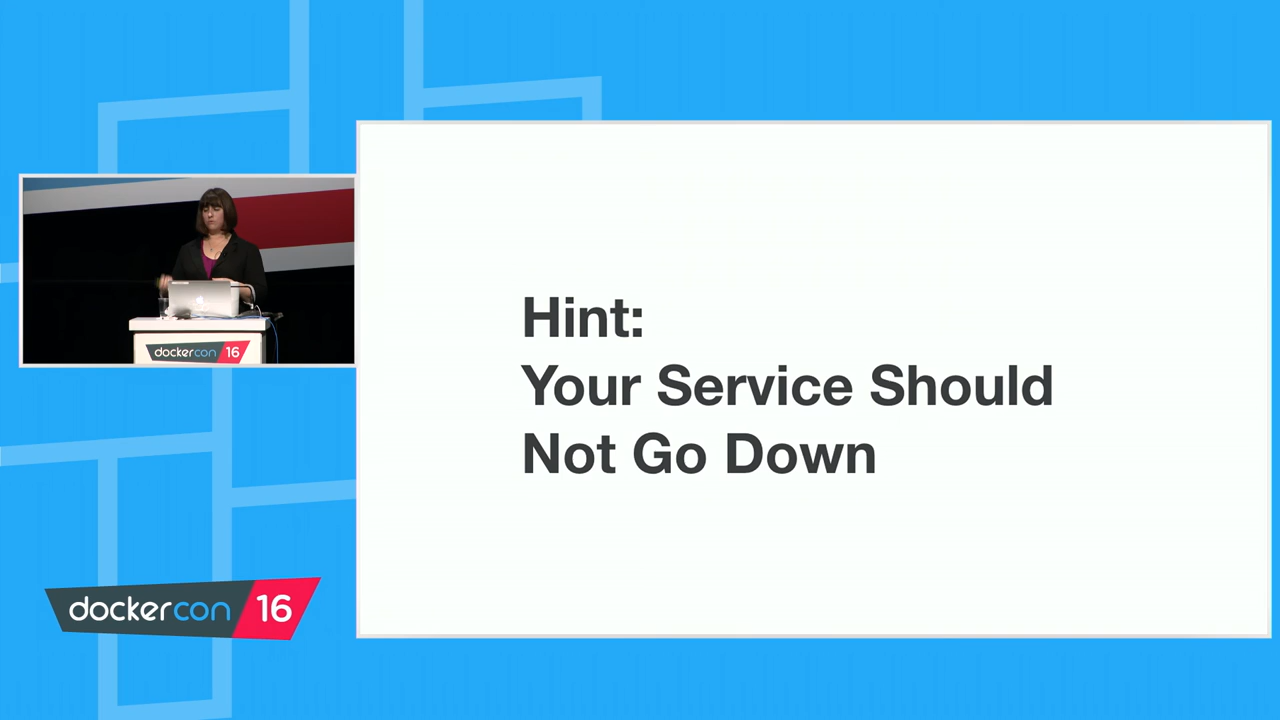 Hint:
Your Service Should
Not Go Down
dockercon 16
dockercon 16